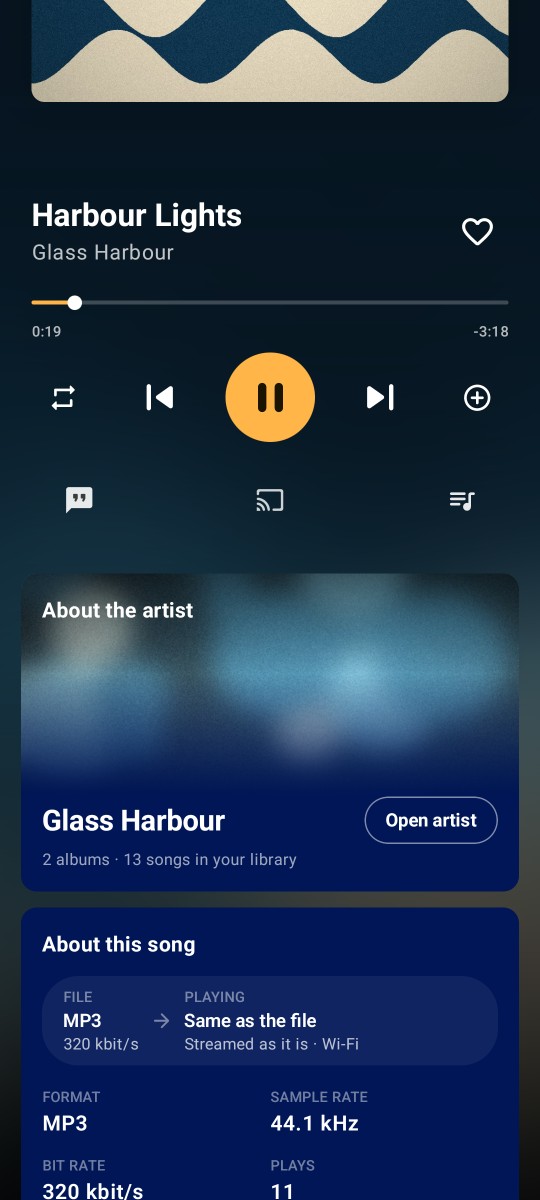 Harbour Lights
Glass Harbour
0:19
-3:18
About the artist
Glass Harbour
Open artist
2 albums · 13 songs in your library
About this song
FILE
MP3
320 kbit/s
PLAYING
Same as the file
Streamed as it is · Wi-Fi
FORMAT
MP3
SAMPLE RATE
44.1 kHz
BIT RATE
320 kbit/s
PLAYS
11